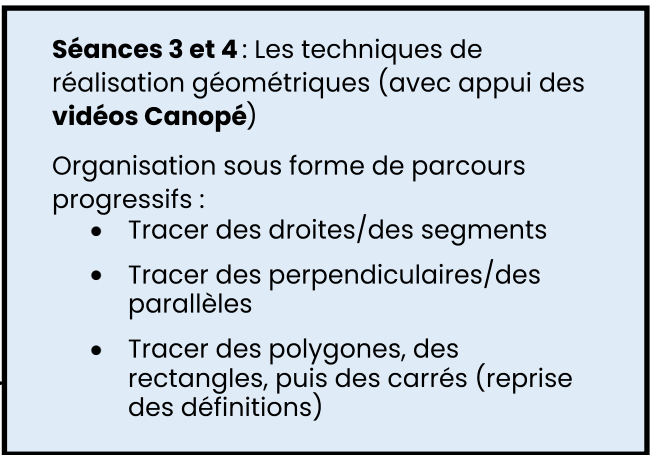 Séances 3 et 4 : Les techniques de
réalisation géométriques (avec appui des
vidéos Canopé)
Organisation sous forme de parcours
progressifs :
• Tracer des droites/des segments
• Tracer des perpendiculaires/des
parallèles
• Tracer des polygones, des
rectangles, puis des carrés (reprise
des définitions)